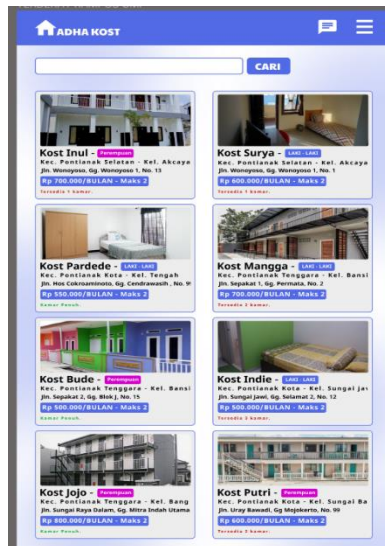 ADHA KOST
CARI
Kost Inul - Perempuan
Kec. Pontianak Selatan - Kel. Akcaya
Jln. Wonoyoso, Gg. Wonoyoso 1, No. 13
Rp 700.000/BULAN - Maks 2
Tersedia 1 kamar.
Kost Surya - LAKI - LAKI
Kec. Pontianak Selatan - Kel. Akcaya
Jln. Wonoyoso, Gg. Wonoyoso 1, No. 1
Rp 600.000/BULAN - Maks 2
Tersedia 1 kamar.
Kost Pardede - LAKI - LAKI
Kec. Pontianak Kota - Kel. Tengah
Jln. Hos Cokroaminoto, Gg. Cendrawasih , No. 9
Rp 550.000/BULAN - Maks 2
Kamar Penuh.
Kost Mangga - LAKI - LAKI
Kec. Pontianak Tenggara - Kel. Bansi
Jln. Sepakat 1, Gg. Permata, No. 2
Rp 700.000/BULAN - Maks 2
Tersedia 2 kamar.
Kost Bude - Perempuan
Kec. Pontianak Tenggara - Kel. Bansi
Jln. Sepakat 2, Gg. Blok J, No. 15
Rp 500.000/BULAN - Maks 2
Kamar Penuh.
Kost Indie - LAKI - LAKI
Kec. Pontianak Kota - Kel. Sungai Jaw
Jln. Sungai Jawi, Gg. Selamat 2, No. 12
Rp 500.000/BULAN - Maks 2
Tersedia 2 kamar.
Kost Jojo - Perempuan
Kec. Pontianak Tenggara - Kel. Bang
Jln. Sungai Raya Dalam, Gg. Mitra Indah Utama
Rp 800.000/BULAN - Maks 2
Kamar Penuh.
Kost Putri - Perempuan
Kec. Pontianak Kota - Kel. Sungai Ba
Jln. Uray Bawadi, Gg Mojokerto, No. 99
Rp 600.000/BULAN - Maks 2
Tersedia 2 kamar.